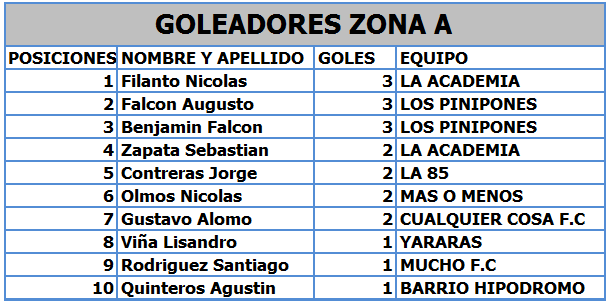 GOLEADORES ZONA A
POSICIONES NOMBRE Y APELLIDO GOLES EQUIPO
1 Filanto Nicolas 3 LA ACADEMIA
2 Falcon Augusto 3 LOS PINIPONES
3 Benjamin Falcon 3 LOS PINIPONES
4 Zapata Sebastian 2 LA ACADEMIA
5 Contreras Jorge 2 LA 85
6 Olmos Nicolas 2 MAS O MENOS
7 Gustavo Alomo 2 CUALQUIER COSA F.C
8 Viña Lisandro 1 YARARAS
9 Rodriguez Santiago 1 MUCHO F.C
10 Quinteros Agustin 1 BARRIO HIPODROMO